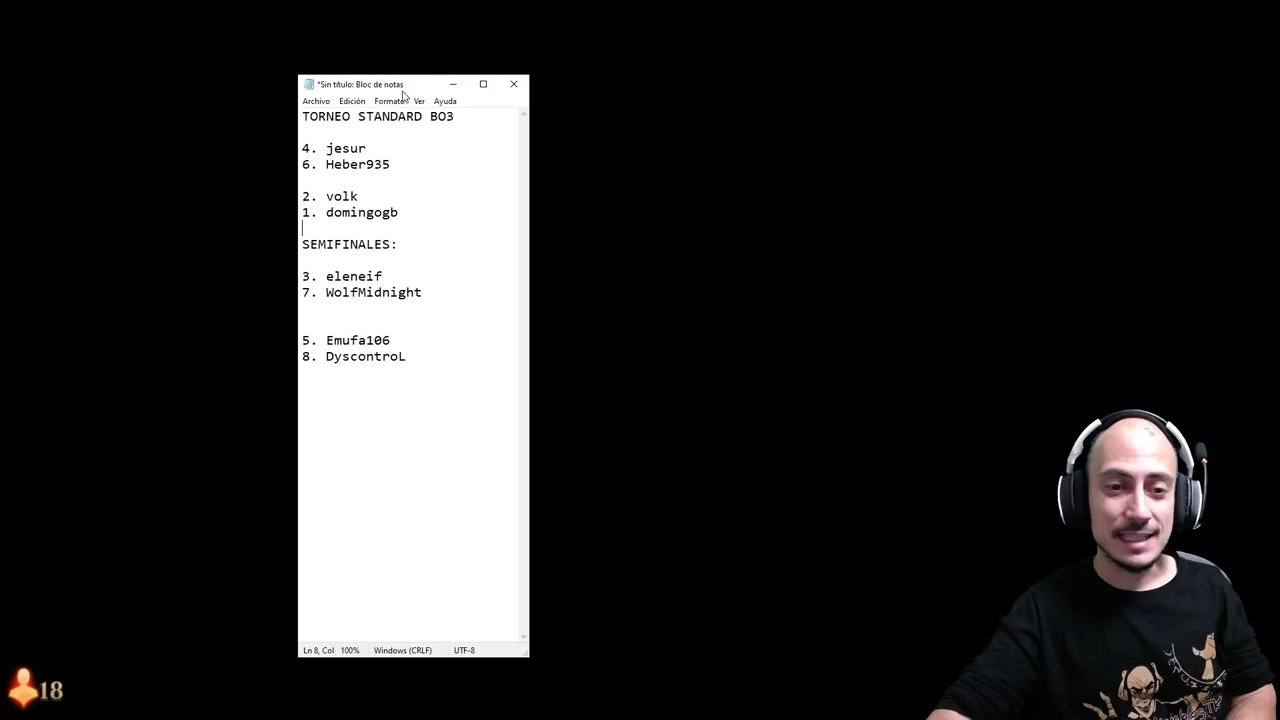 *Sin título: Bloc de notas
Archivo Edición Formato Ver Ayuda
TORNEO STANDARD BO3
4. jesur
6. Heber935
2. volk
1. domingogb
SEMIFINALES:
3. eleneif
7. WolfMidnight
5. Emufa106
8. DyscontroL
Ln 8, Col 100% Windows (CRLF) UTF-8
18